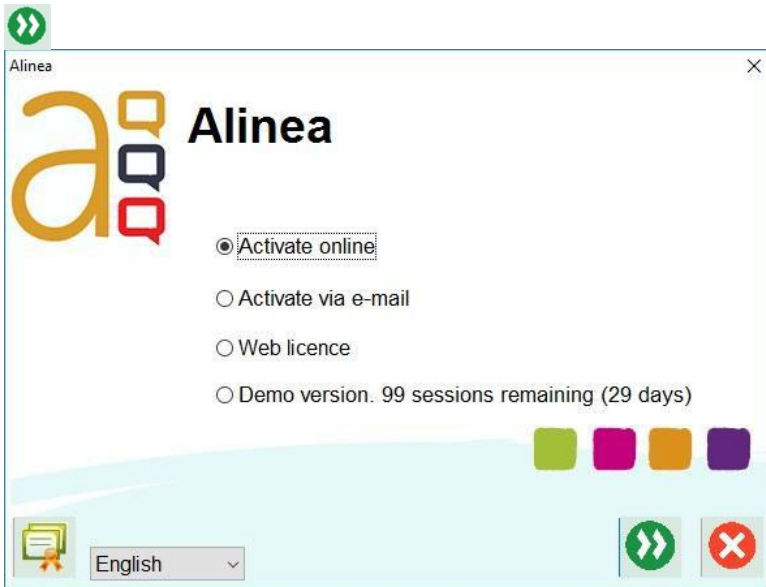 Alinea
Alinea
Activate online
Activate via e-mail
Web licence
Demo version. 99 sessions remaining (29 days)
English